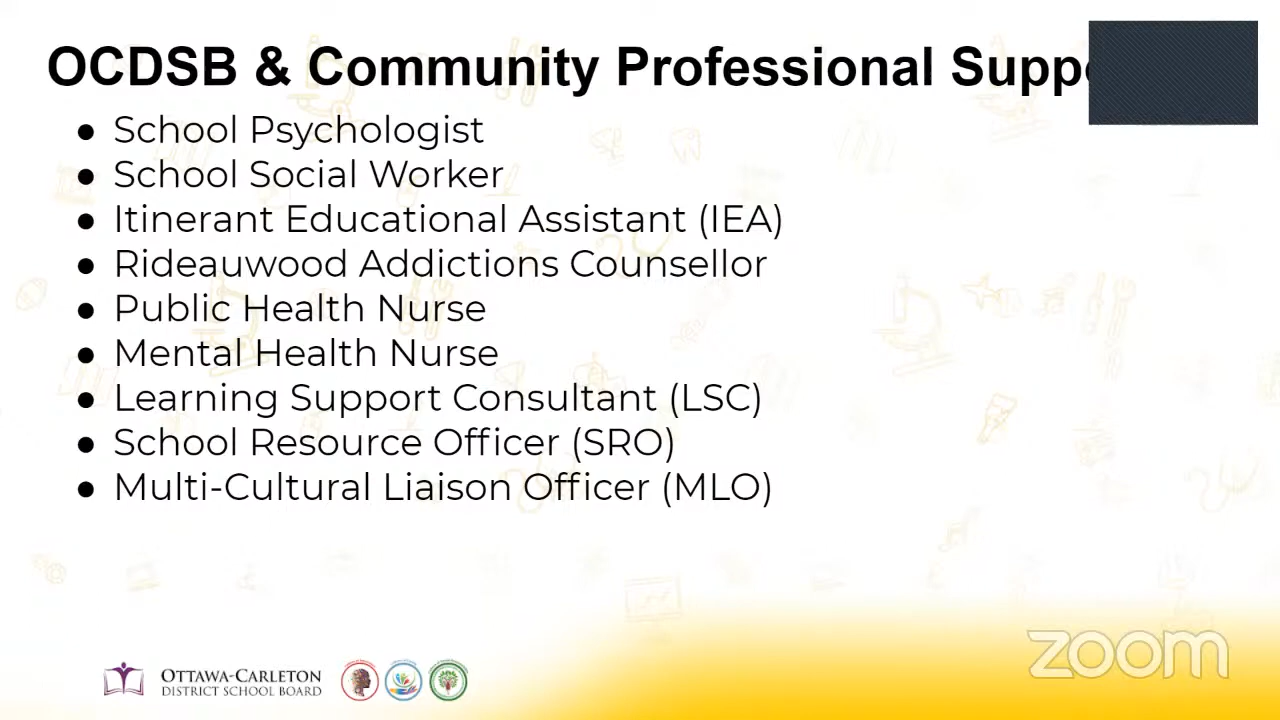 OCDSB & Community Professional
● School Psychologist
● School Social Worker
● Itinerant Educational Assistant (IEA)
● Rideauwood Addictions Counsellor
● Public Health Nurse
● Mental Health Nurse
● Learning Support Consultant (LSC)
● School Resource Officer (SRO)
● Multi-Cultural Liaison Officer (MLO)
OTTAWA-CARLETON
DISTRICT SCHOOL BOARD
zoom